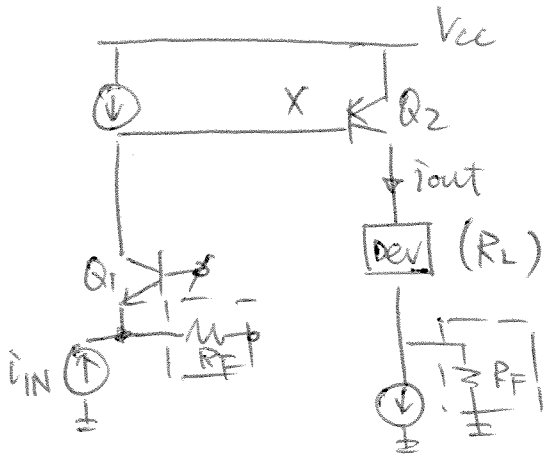 Vcc
X
Q2
iout
DEV (RL)
Q1
iIN
RF
RF